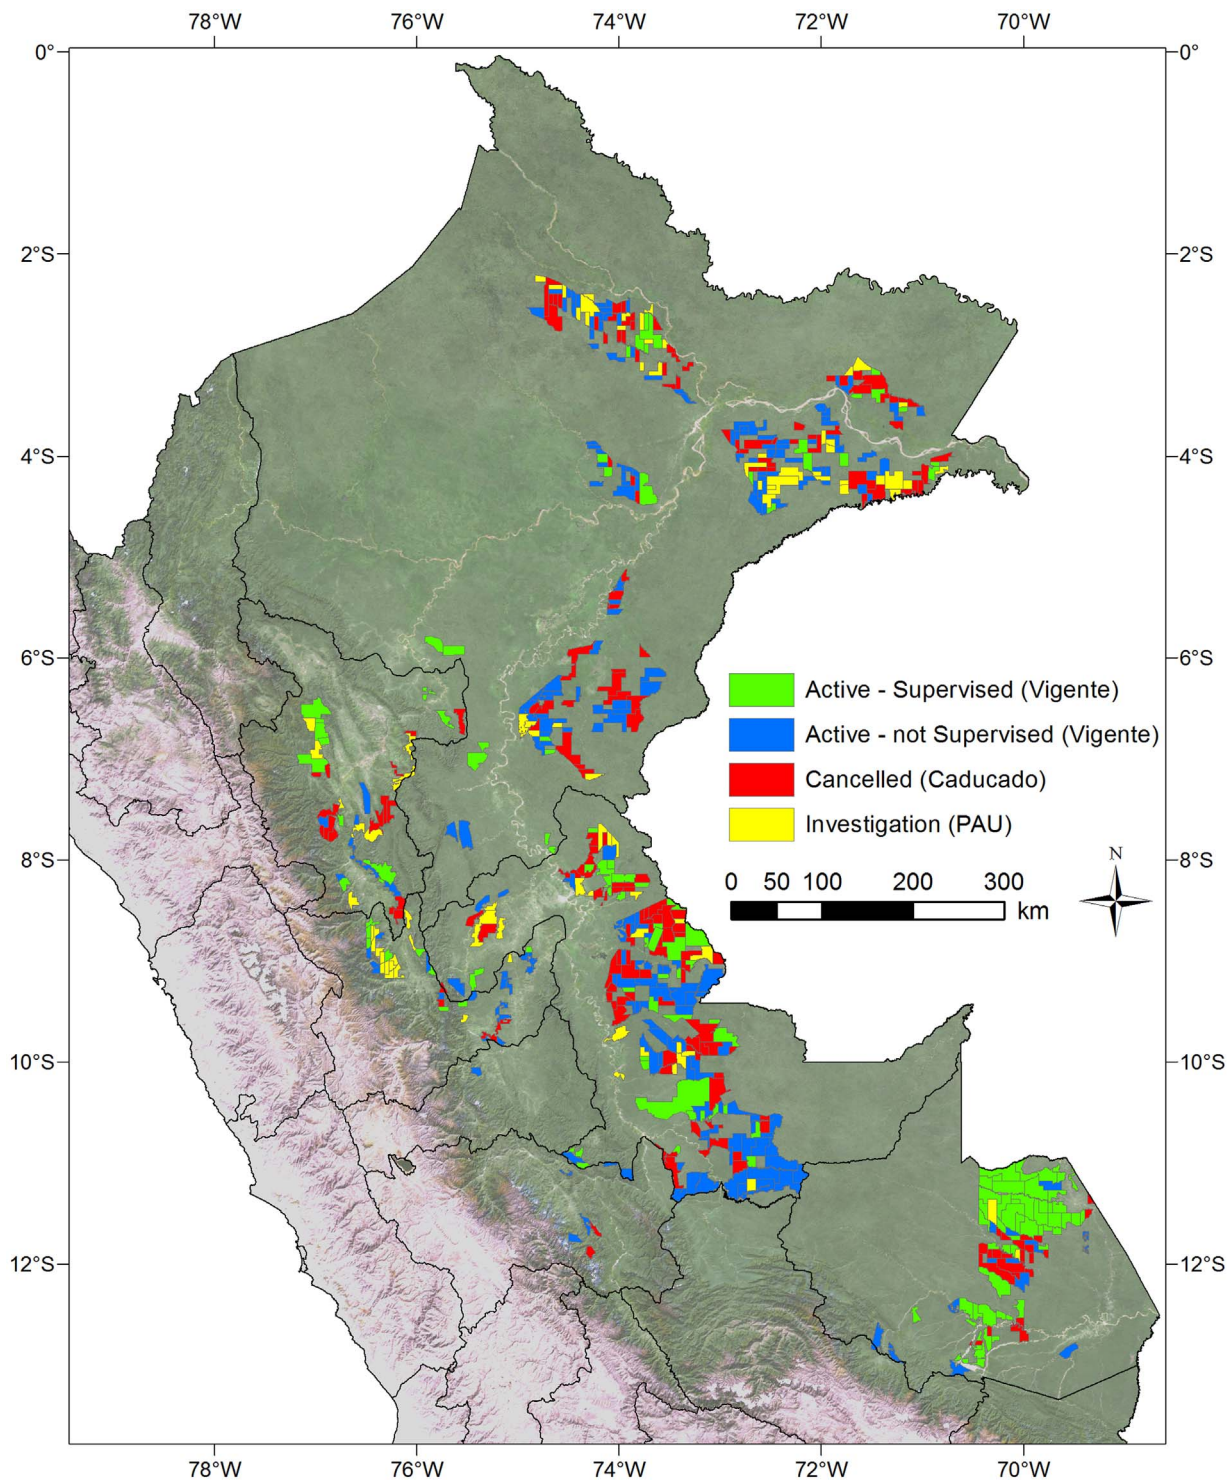 78°W 76°W 74°W 72°W 70°W
0° 0°
2°S 2°S
4°S 4°S
6°S 6°S
Active - Supervised (Vigente)
Active - not Supervised (Vigente)
Cancelled (Caducado)
Investigation (PAU)
8°S 8°S
N
0 50 100 200 300
km
10°S 10°S
12°S 12°S
78°W 76°W 74°W 72°W 70°W